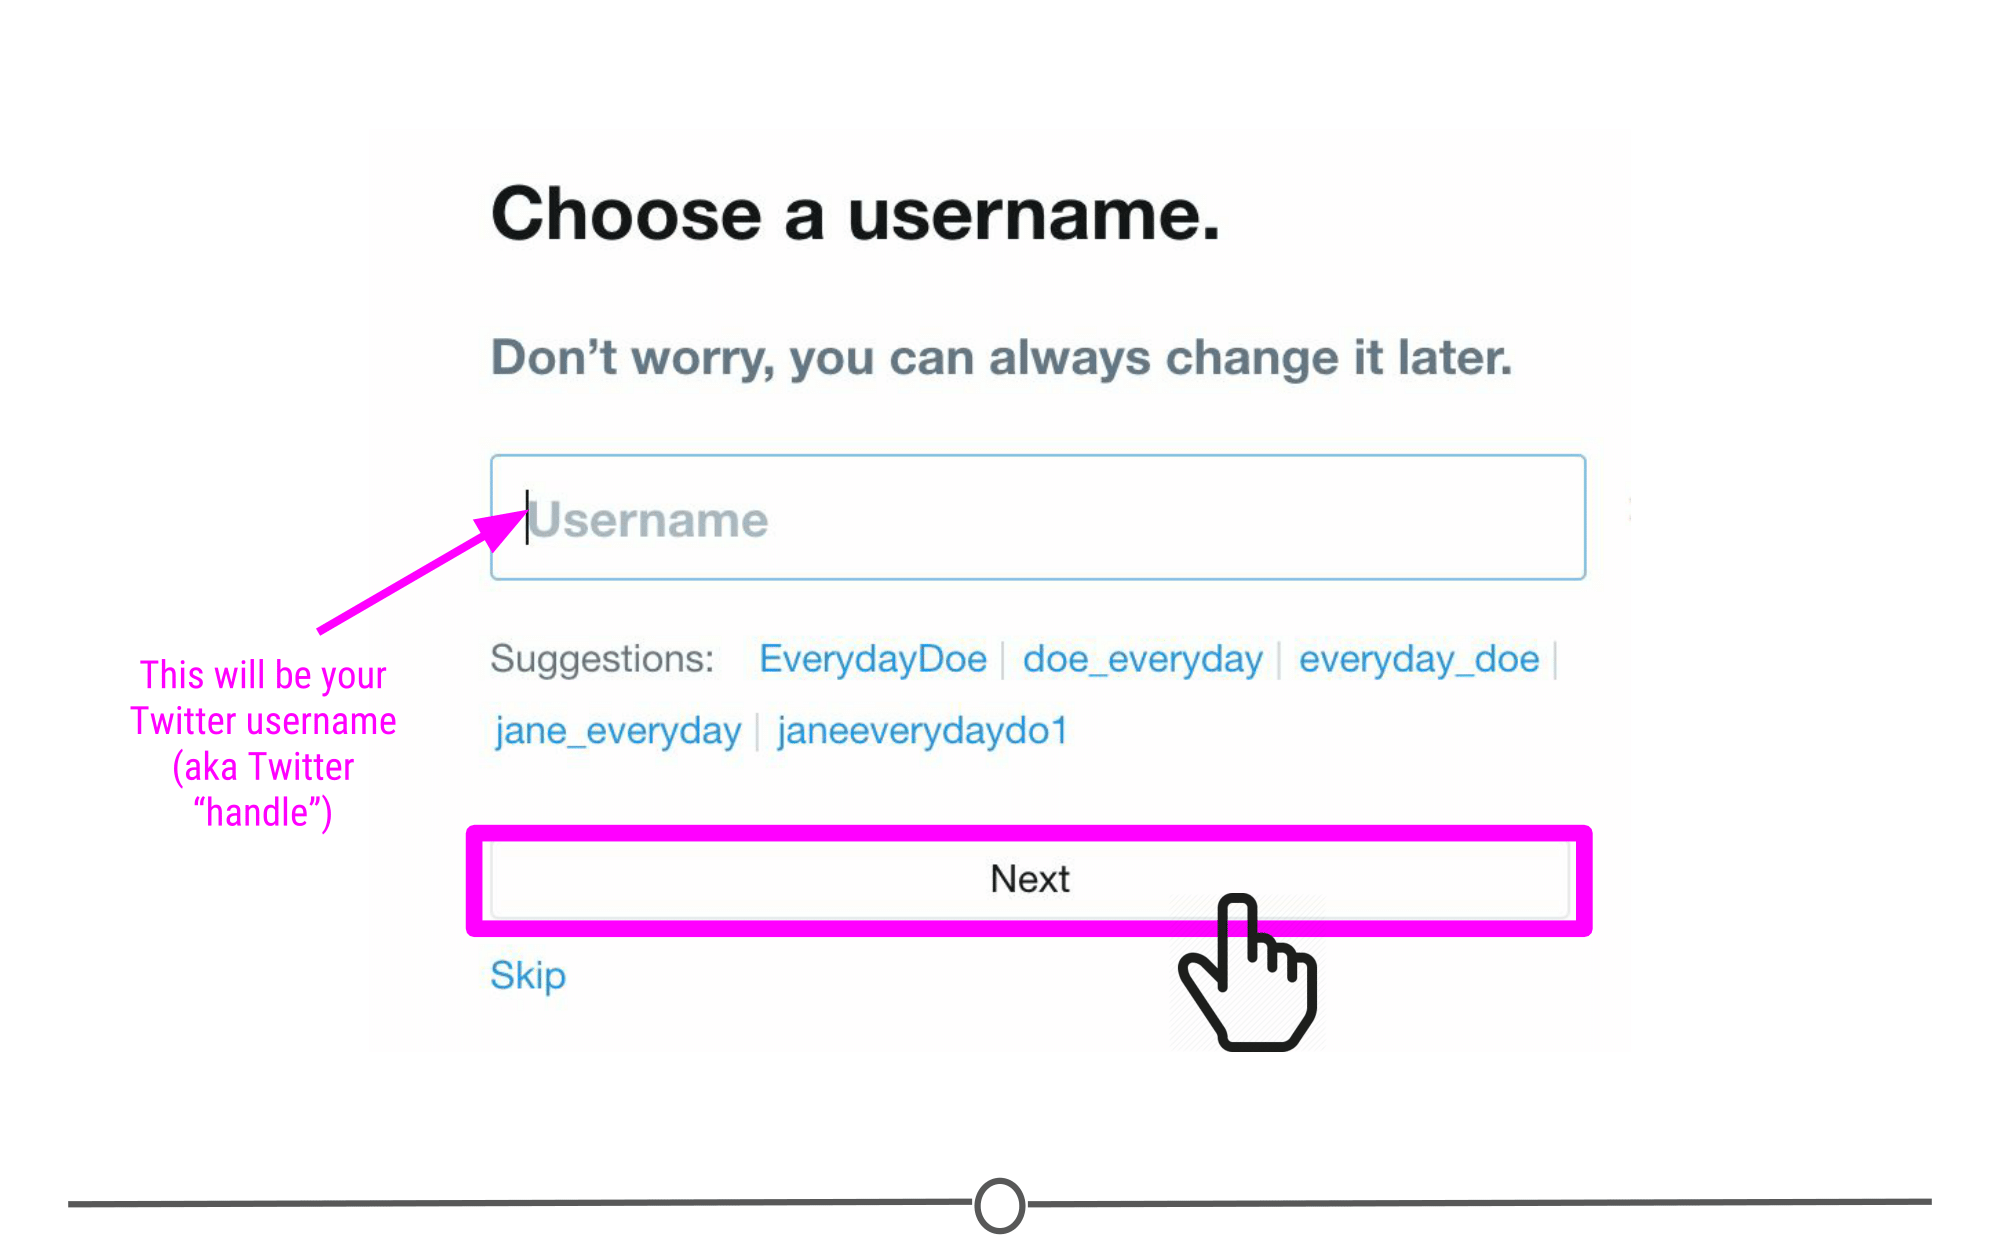 Choose a username.
Don’t worry, you can always change it later.
Username
Suggestions: EverydayDoe | doe_everyday | everyday_doe |
jane_everyday | janeeverydaydo1
This will be your
Twitter username
(aka Twitter
“handle”)
Next
Skip